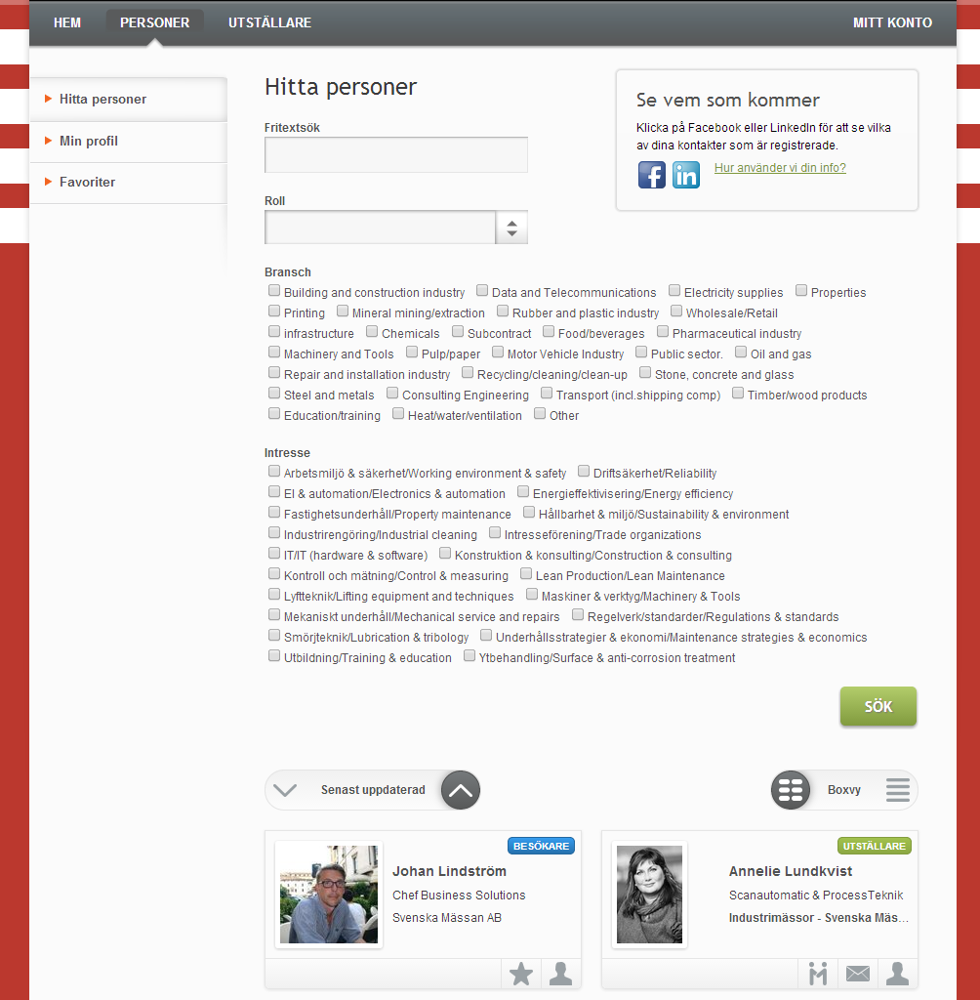 HEM PERSONER UTSTÄLLARE MITT KONTO
Hitta personer
Min profil
Favoriter
Hitta personer
Fritextsök
Roll
Se vem som kommer
Klicka på Facebook eller LinkedIn för att se vilka
av dina kontakter som är registrerade.
Hur använder vi din info?
Bransch
Building and construction industry Data and Telecommunications Electricity supplies Properties
Printing Mineral mining/extraction Rubber and plastic industry Wholesale/Retail
infrastructure Chemicals Subcontract Food/beverages Pharmaceutical industry
Machinery and Tools Pulp/paper Motor Vehicle Industry Public sector. Oil and gas
Repair and installation industry Recycling/cleaning/clean-up Stone, concrete and glass
Steel and metals Consulting Engineering Transport (incl.shipping comp) Timber/wood products
Education/training Heat/water/ventilation Other
Intresse
Arbetsmiljö & säkerhet/Working environment & safety Driftsäkerhet/Reliability
El & automation/Electronics & automation Energieffektivisering/Energy efficiency
Fastighetsunderhåll/Property maintenance Hållbarhet & miljö/Sustainability & environment
Industrirengöring/Industrial cleaning Intresseförening/Trade organizations
IT/IT (hardware & software) Konstruktion & konsulting/Construction & consulting
Kontroll och mätning/Control & measuring Lean Production/Lean Maintenance
Lyftteknik/Lifting equipment and techniques Maskiner & verktyg/Machinery & Tools
Mekaniskt underhåll/Mechanical service and repairs Regelverk/standarder/Regulations & standards
Smörjteknik/Lubrication & tribology Underhållsstrategier & ekonomi/Maintenance strategies & economics
Utbildning/Training & education Ytbehandling/Surface & anti-corrosion treatment
SÖK
Senast uppdaterad Boxvy
BESÖKARE
Johan Lindström
Chef Business Solutions
Svenska Mässan AB
UTSTÄLLARE
Annelie Lundkvist
Scanautomatic & ProcessTeknik
Industrimässor - Svenska Mäs...